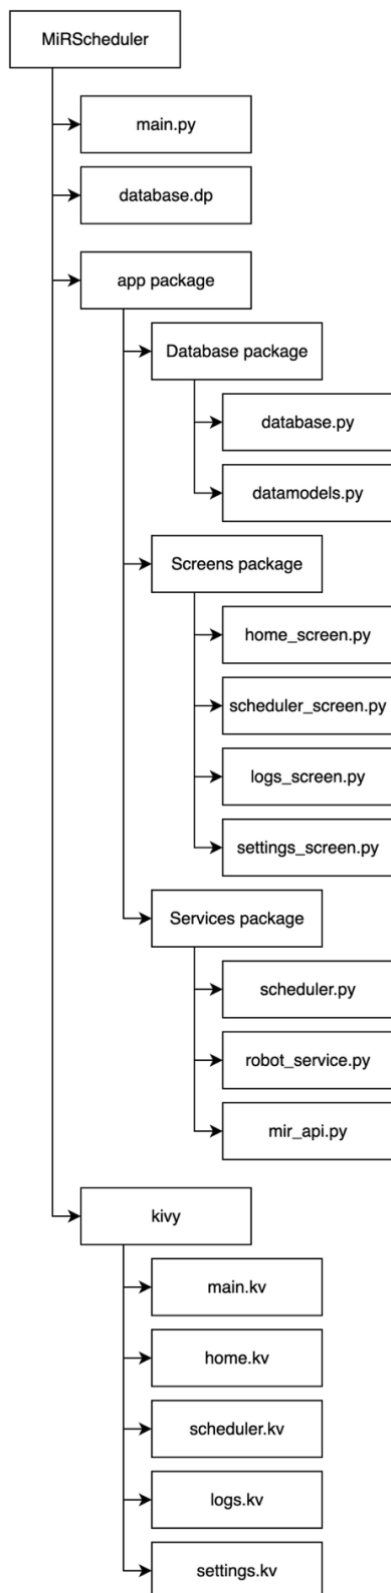 MiRScheduler
main.py
database.dp
app package
Database package
database.py
datamodels.py
Screens package
home_screen.py
scheduler_screen.py
logs_screen.py
settings_screen.py
Services package
scheduler.py
robot_service.py
mir_api.py
kivy
main.kv
home.kv
scheduler.kv
logs.kv
settings.kv